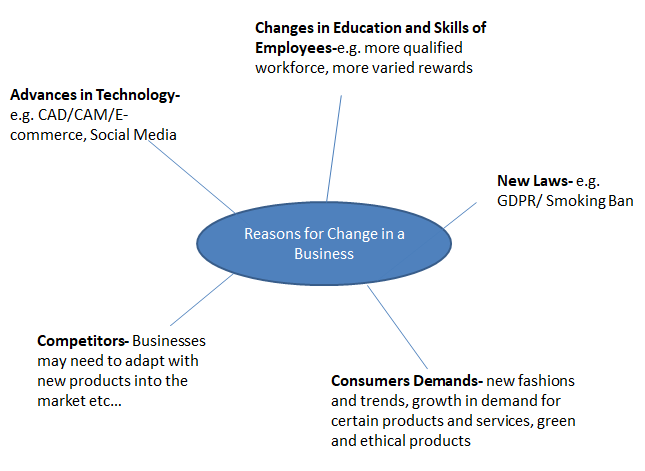 Changes in Education and Skills of
Employees-e.g. more qualified
workforce, more varied rewards
Advances in Technology-
e.g. CAD/CAM/E-
commerce, Social Media
New Laws- e.g.
GDPR/ Smoking Ban
Reasons for Change in a
Business
Competitors- Businesses
may need to adapt with
new products into the
market etc...
Consumers Demands- new fashions
and trends, growth in demand for
certain products and services, green
and ethical products